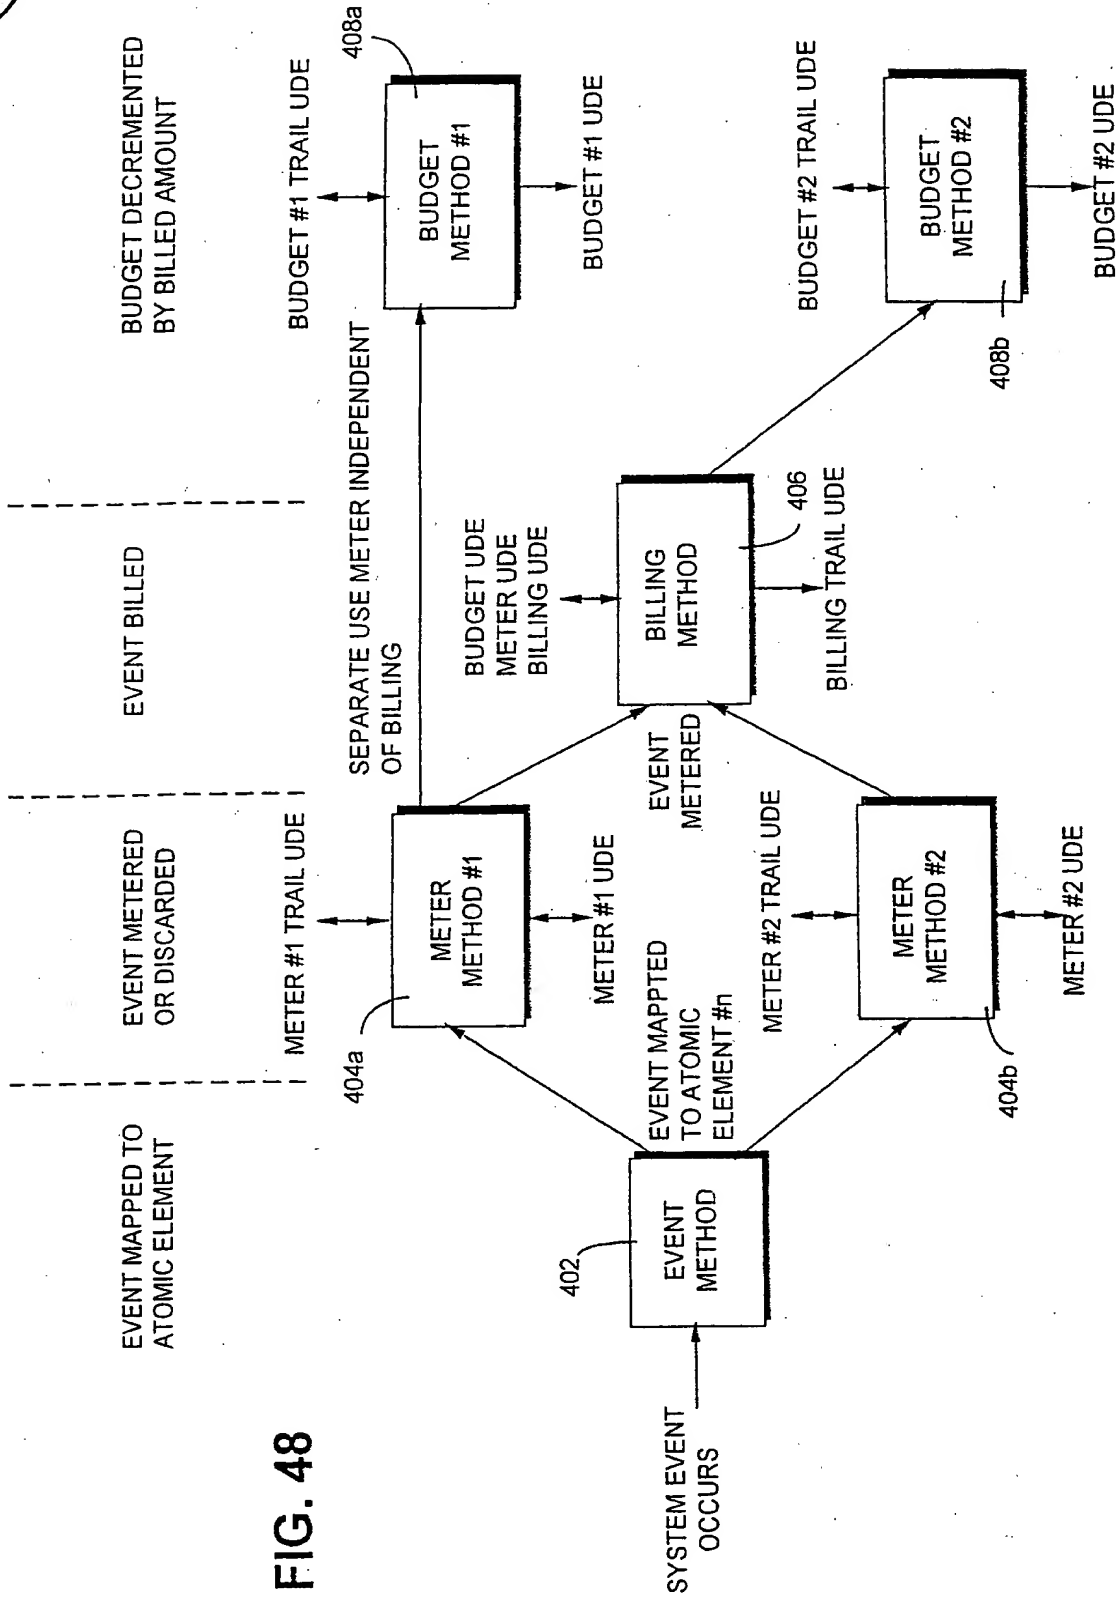 FIG. 48
EVENT MAPPED TO
ATOMIC ELEMENT
EVENT METERED
OR DISCARDED
EVENT BILLED
BUDGET DECREMENTED
BY BILLED AMOUNT
SYSTEM EVENT
OCCURS
402
EVENT
METHOD
EVENT MAPPTED
TO ATOMIC
ELEMENT #n
METER #1 TRAIL UDE
404a
METER
METHOD #1
METER #1 UDE
METER #2 TRAIL UDE
METER
METHOD #2
404b
METER #2 UDE
SEPARATE USE METER INDEPENDENT
OF BILLING
EVENT
METERED
BUDGET UDE
METER UDE
BILLING UDE
BILLING
METHOD
406
BILLING TRAIL UDE
BUDGET #1 TRAIL UDE
408a
BUDGET
METHOD #1
BUDGET #1 UDE
BUDGET #2 TRAIL UDE
BUDGET
METHOD #2
408b
BUDGET #2 UDE